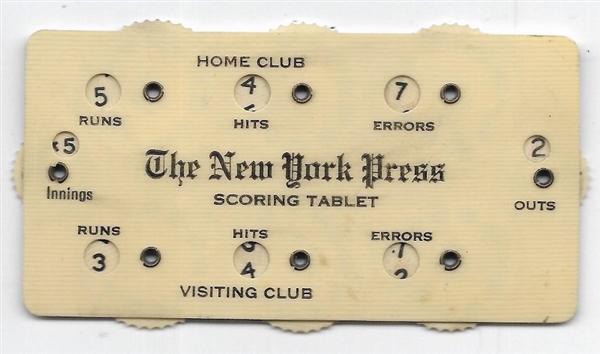 HOME CLUB
5 4 7
RUNS HITS ERRORS
5 2
The New York Press
Innings SCORING TABLET OUTS
RUNS HITS ERRORS
3 4 2
VISITING CLUB